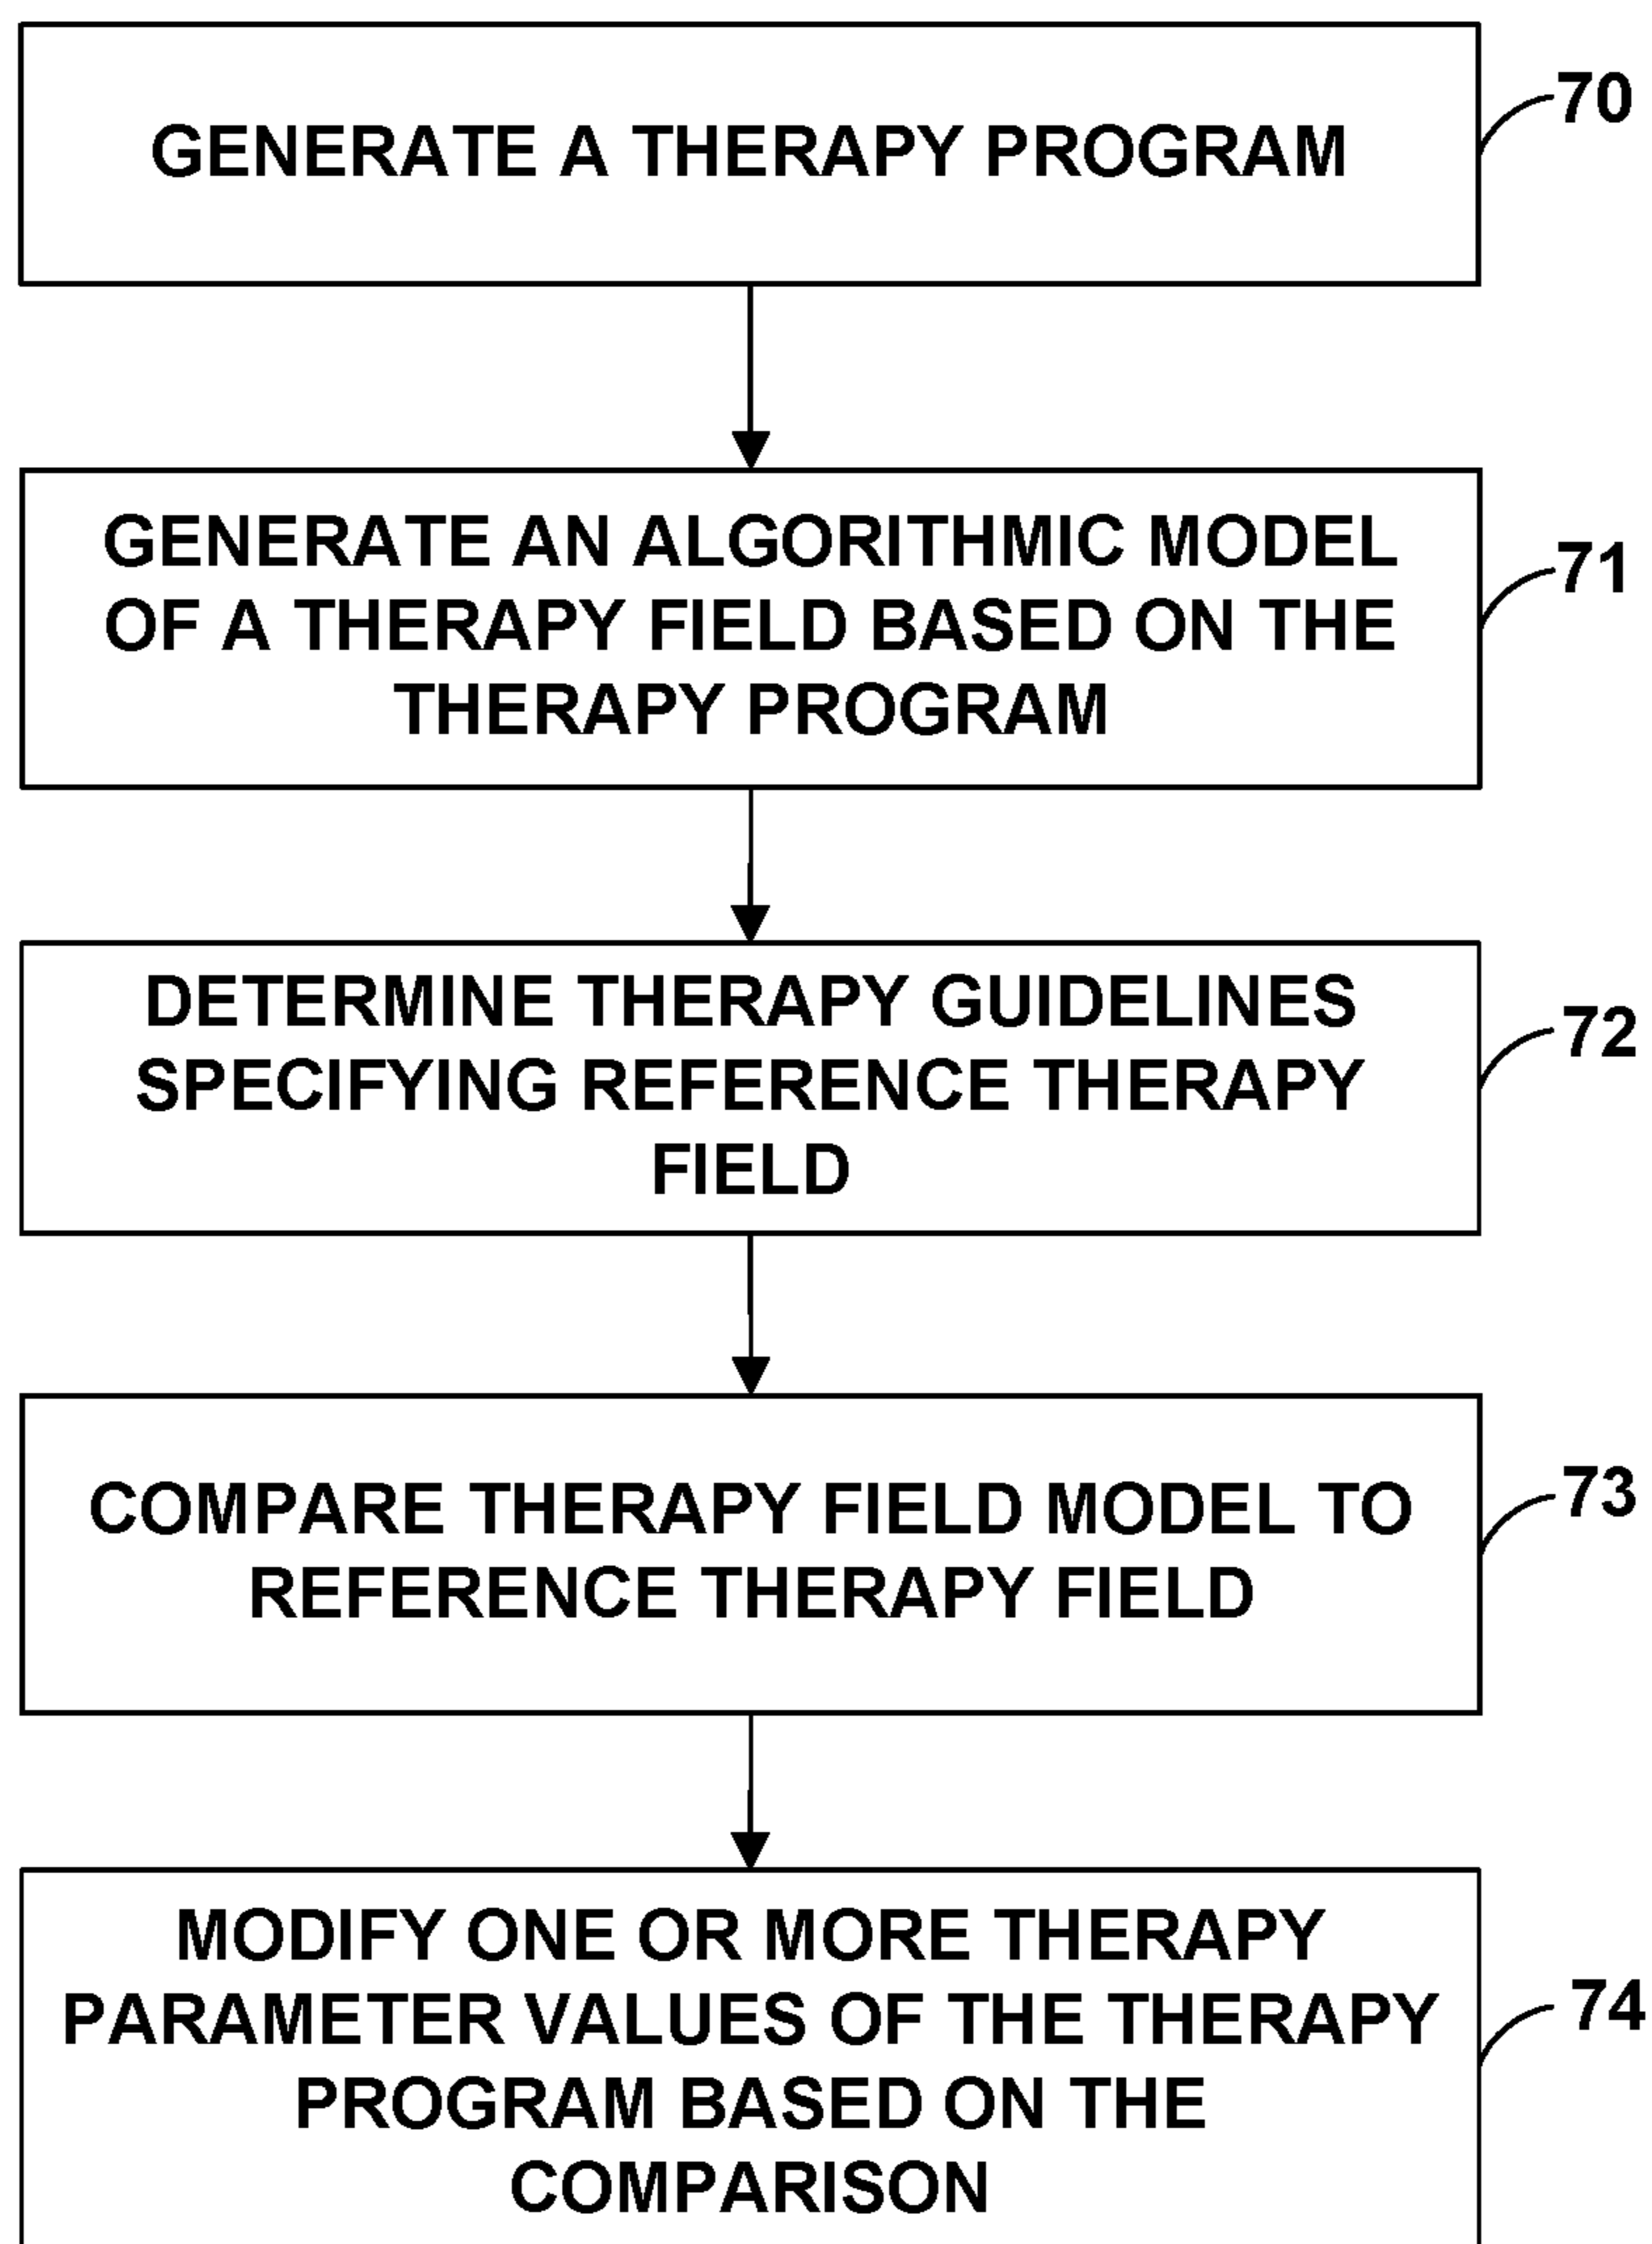 GENERATE A THERAPY PROGRAM
70
GENERATE AN ALGORITHMIC MODEL
OF A THERAPY FIELD BASED ON THE
THERAPY PROGRAM
71
DETERMINE THERAPY GUIDELINES
SPECIFYING REFERENCE THERAPY
FIELD
72
COMPARE THERAPY FIELD MODEL TO
REFERENCE THERAPY FIELD
73
MODIFY ONE OR MORE THERAPY
PARAMETER VALUES OF THE THERAPY
PROGRAM BASED ON THE
COMPARISON
74